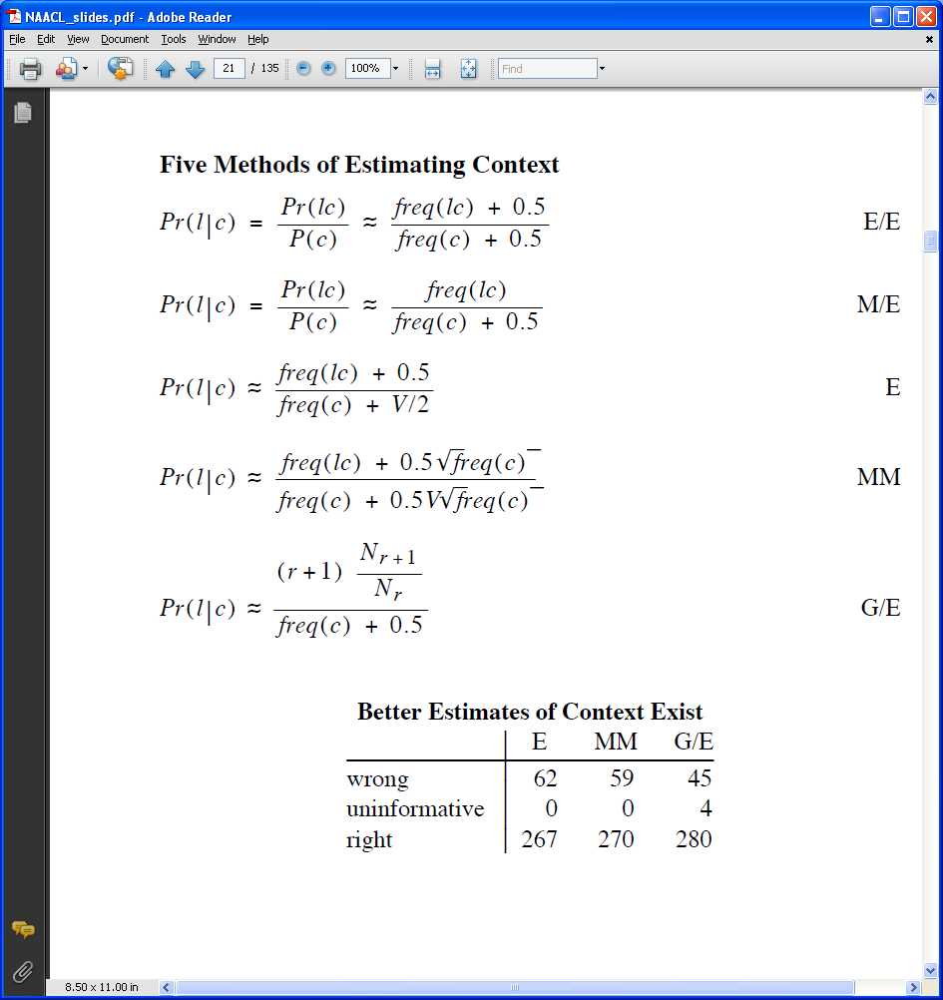 NAACL_slides.pdf - Adobe Reader
File Edit View Document Tools Window Help
21 / 135 100% Find
Five Methods of Estimating Context
Pr(l|c) = Pr(lc) / P(c) ≈ freq(lc) + 0.5 / freq(c) + 0.5 E/E
Pr(l|c) = Pr(lc) / P(c) ≈ freq(lc) / freq(c) + 0.5 M/E
Pr(l|c) ≈ freq(lc) + 0.5 / freq(c) + V/2 E
Pr(l|c) ≈ freq(lc) + 0.5√freq(c) / freq(c) + 0.5V√freq(c) MM
Pr(l|c) ≈ (r+1) N r+1 / N r / freq(c) + 0.5 G/E
Better Estimates of Context Exist
E MM G/E
wrong 62 59 45
uninformative 0 0 4
right 267 270 280
8.50 x 11.00 in